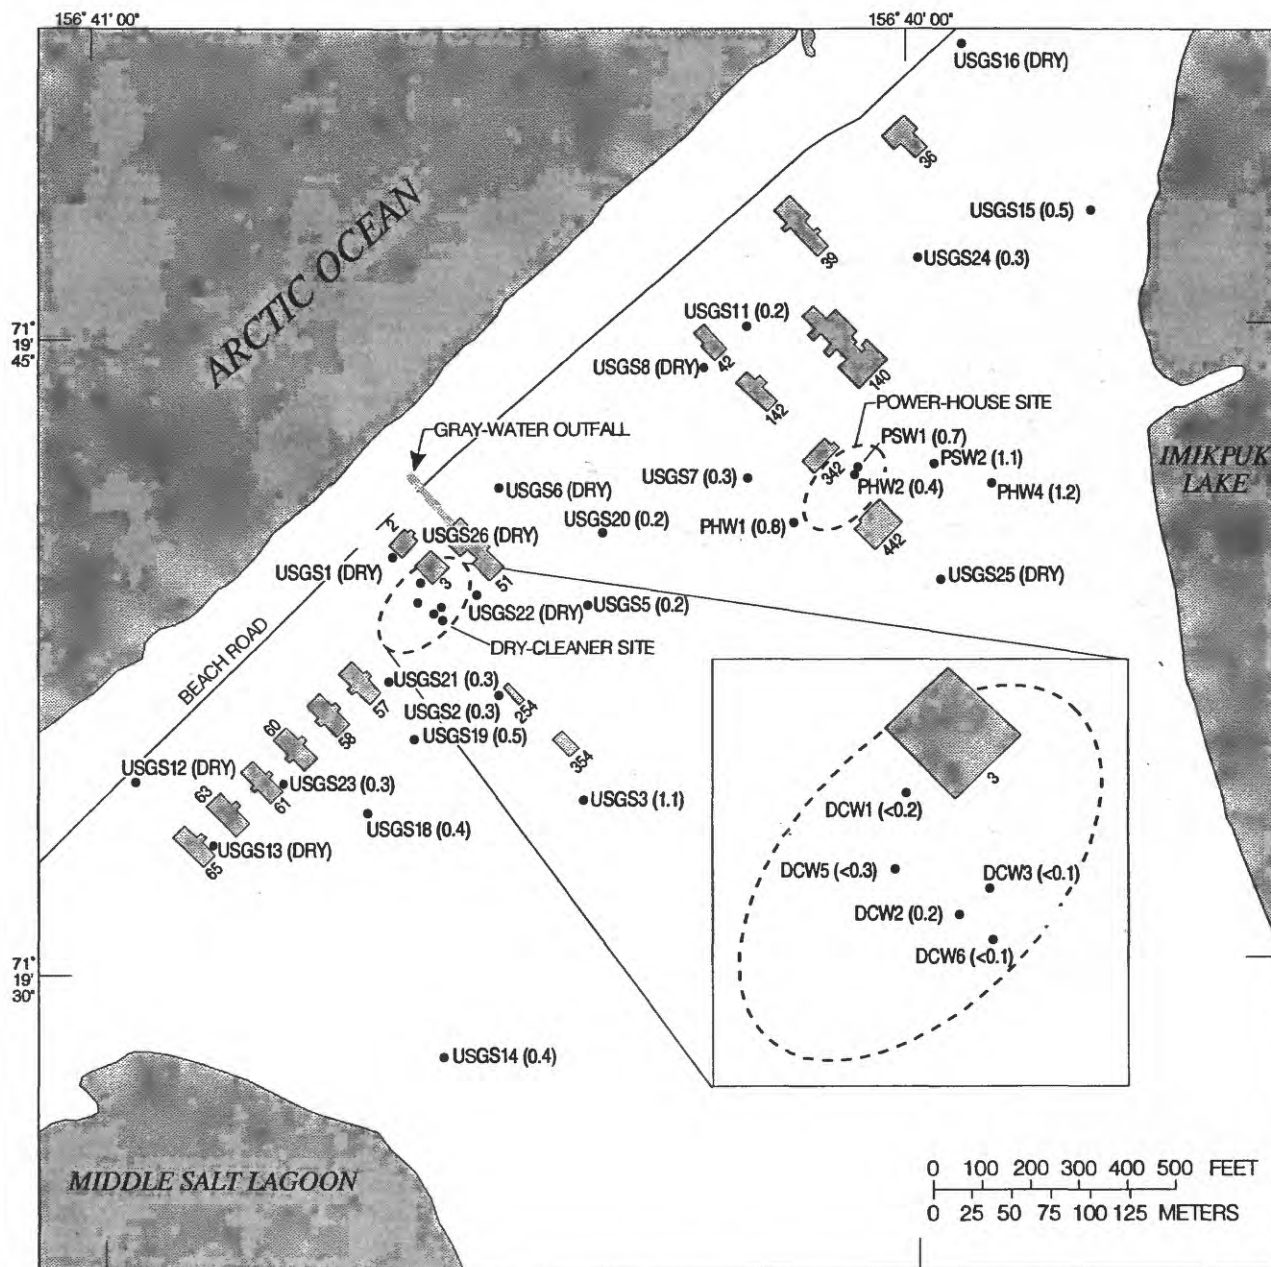 156° 41' 00"
156° 40' 00"
USGS16 (DRY)
36
USGS15 (0.5)
39
USGS24 (0.3)
ARCTIC OCEAN
USGS11 (0.2)
71°
19'
45"
42
USGS8 (DRY)
140
142
POWER-HOUSE SITE
GRAY-WATER OUTFALL
PSW1 (0.7)
PSW2 (1.1)
IMIKPUK
LAKE
342
USGS7 (0.3)
PHW2 (0.4)
PHW4 (1.2)
USGS6 (DRY)
USGS20 (0.2)
PHW1 (0.8)
2
USGS26 (DRY)
442
USGS1 (DRY)
3
51
USGS25 (DRY)
USGS22 (DRY)
USGS5 (0.2)
DRY-CLEANER SITE
BEACH ROAD
USGS21 (0.3)
57
USGS2 (0.3)
254
58
USGS19 (0.5)
60
354
USGS12 (DRY)
USGS23 (0.3)
61
USGS3 (1.1)
63
USGS18 (0.4)
USGS13 (DRY)
65
3
DCW1 (<0.2)
DCW5 (<0.3)
DCW3 (<0.1)
DCW2 (0.2)
DCW6 (<0.1)
71°
19'
30"
USGS14 (0.4)
MIDDLE SALT LAGOON
0 100 200 300 400 500 FEET
0 25 50 75 100 125 METERS